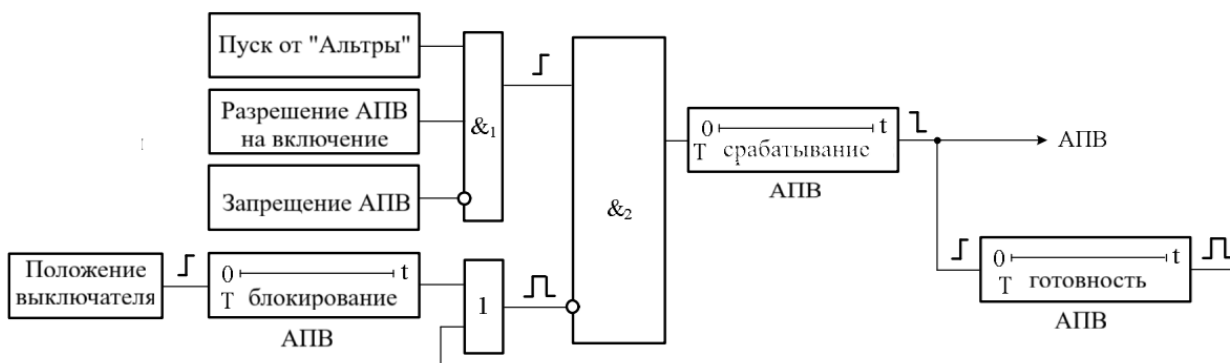 Пуск от "Альтры"
Разрешение АПВ
на включение
Запрещение АПВ
&1
&2
0 t
T срабатывание
АПВ
АПВ
Положение
выключателя
0 t
T блокирование
АПВ
1
0 t
T готовность
АПВ